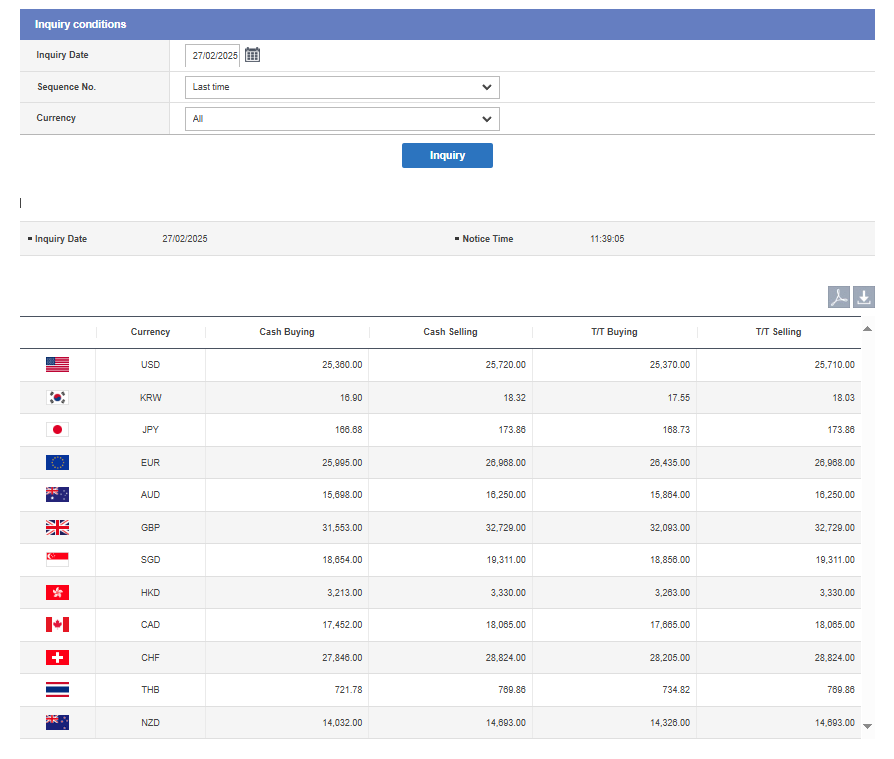 Inquiry conditions
Inquiry Date 27/02/2025
Sequence No. Last time
Currency All
Inquiry
Inquiry Date 27/02/2025 Notice Time 11:39:05
Currency Cash Buying Cash Selling T/T Buying T/T Selling
USD 25,360.00 25,720.00 25,370.00 25,710.00
KRW 16.90 18.32 17.55 18.03
JPY 166.68 173.86 168.73 173.86
EUR 25,995.00 26,968.00 26,435.00 26,968.00
AUD 15,698.00 16,250.00 15,864.00 16,250.00
GBP 31,553.00 32,729.00 32,093.00 32,729.00
SGD 18,654.00 19,311.00 18,856.00 19,311.00
HKD 3,213.00 3,330.00 3,263.00 3,330.00
CAD 17,452.00 18,065.00 17,665.00 18,065.00
CHF 27,846.00 28,824.00 28,205.00 28,824.00
THB 721.78 769.86 734.82 769.86
NZD 14,032.00 14,693.00 14,326.00 14,693.00